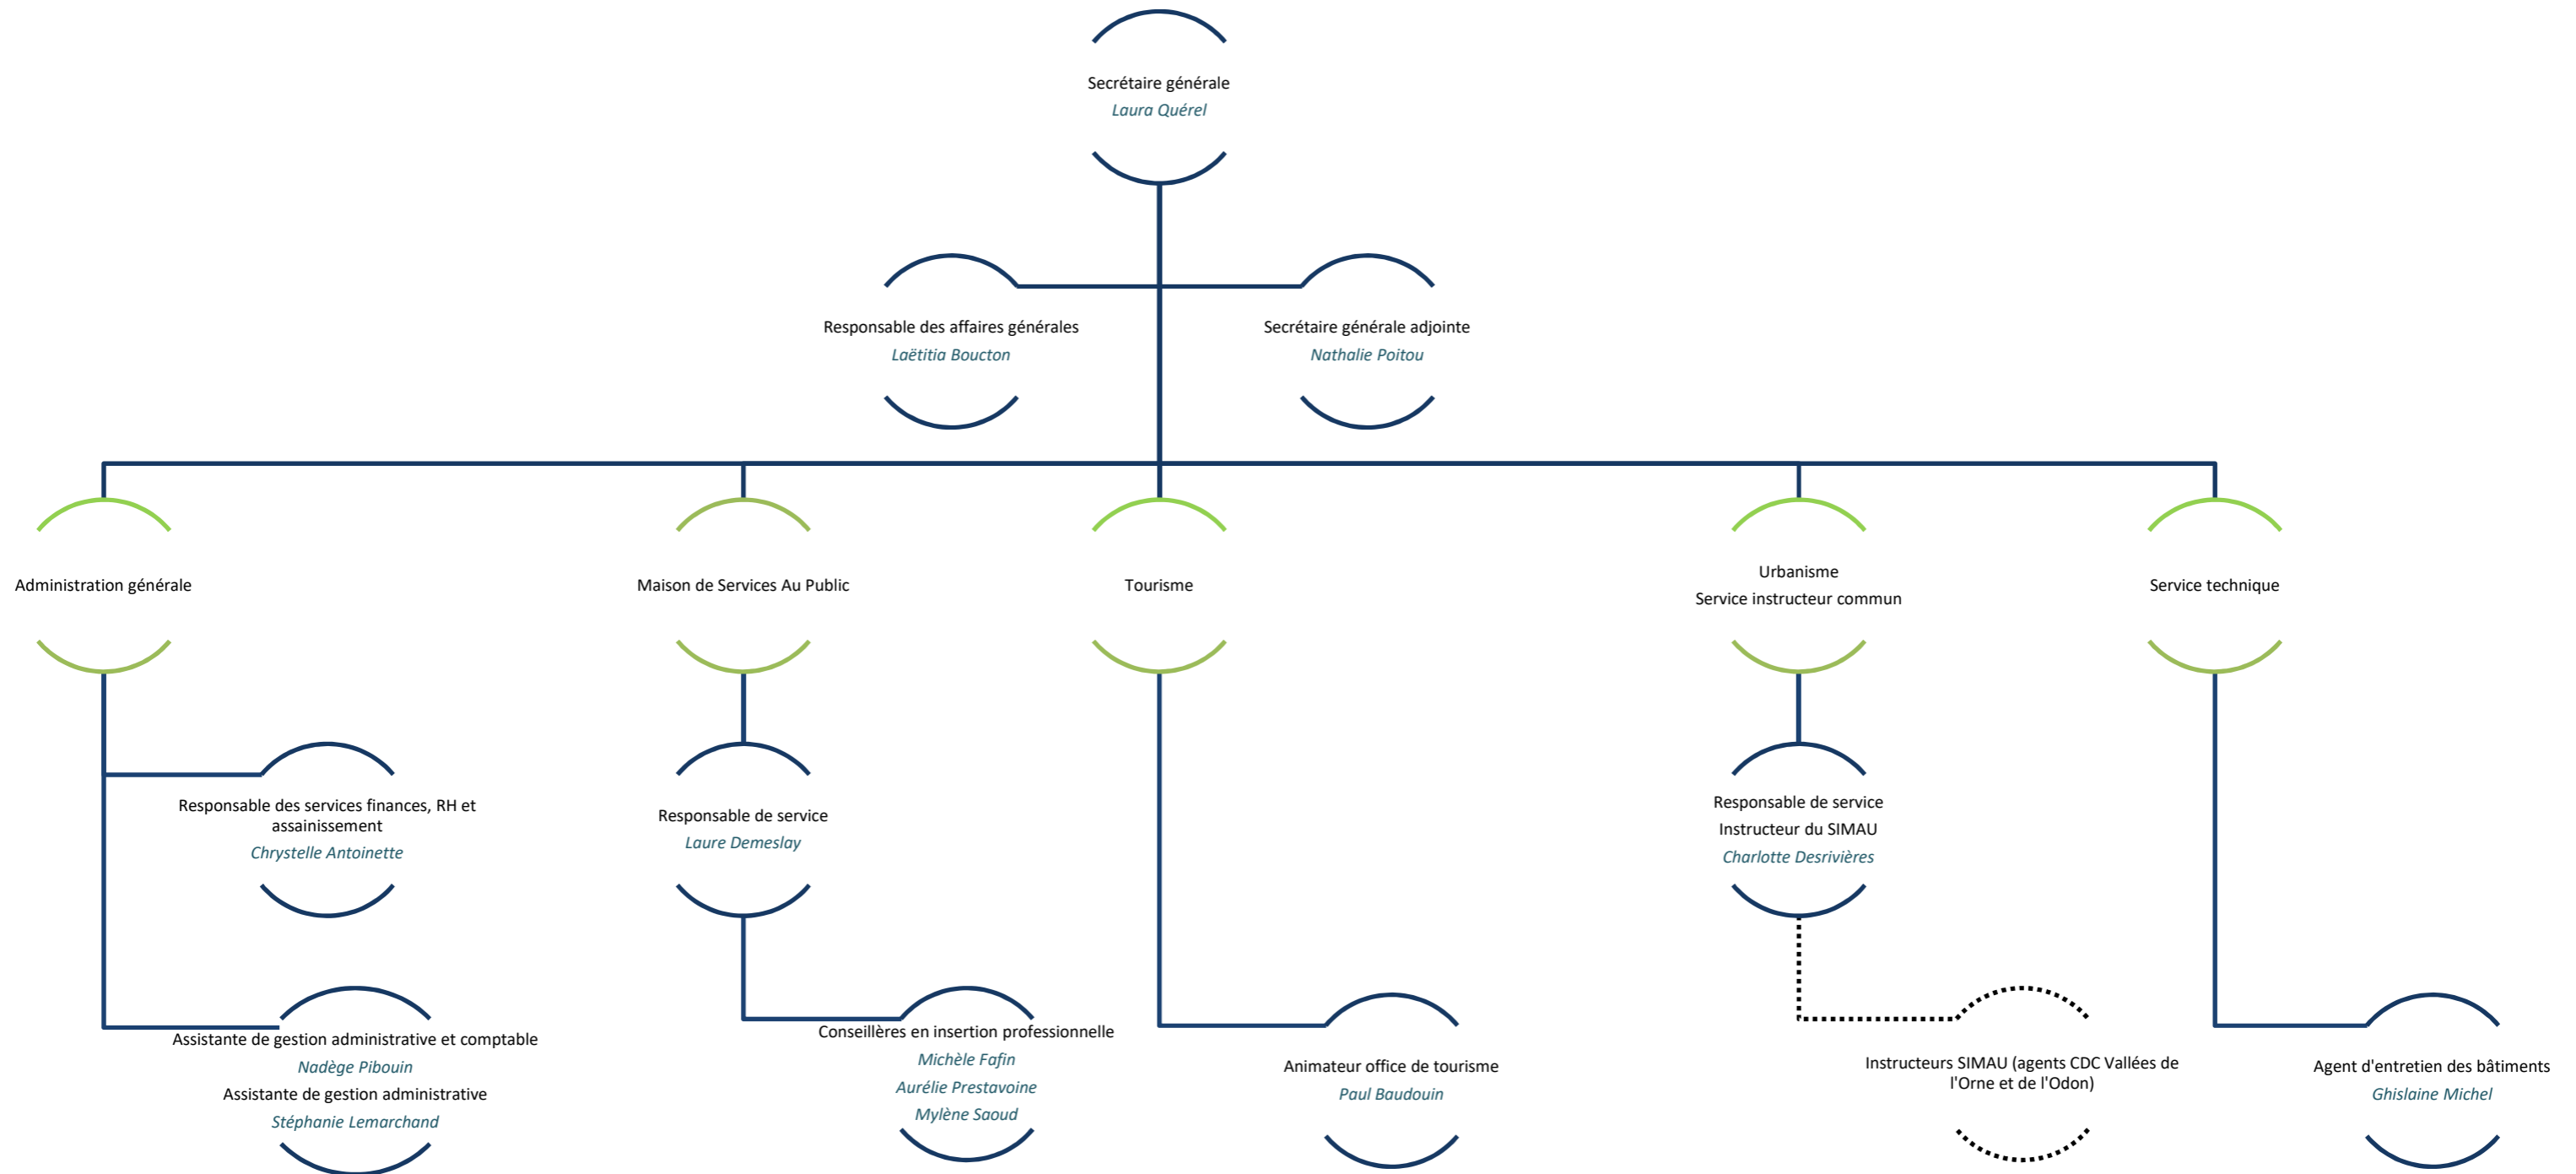 Secrétaire générale
Laura Quérel
Responsable des affaires générales
Laëtitia Boucton
Secrétaire générale adjointe
Nathalie Poitou
Administration générale
Maison de Services Au Public
Tourisme
Urbanisme
Service instructeur commun
Service technique
Responsable des services finances, RH et
assainissement
Chrystelle Antoinette
Responsable de service
Laure Demeslay
Responsable de service
Instructeur du SIMAU
Charlotte Desrivières
Assistante de gestion administrative et comptable
Nadège Pibouin
Assistante de gestion administrative
Stéphanie Lemarchand
Conseillères en insertion professionnelle
Michèle Fafin
Aurélie Prestavoine
Mylène Saoud
Animateur office de tourisme
Paul Baudouin
Instructeurs SIMAU (agents CDC Vallées de
l'Orne et de l'Odon)
Agent d'entretien des bâtiments
Ghislaine Michel